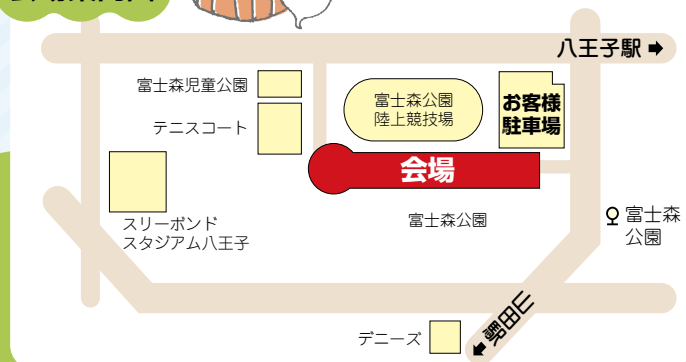 八王子駅➡
富士森児童公園
テニスコート
富士森公園
陸上競技場
お客様
駐車場
会場
スリーボンド
スタジアム八王子
富士森公園
富士森
公園
デニーズ
山田駅